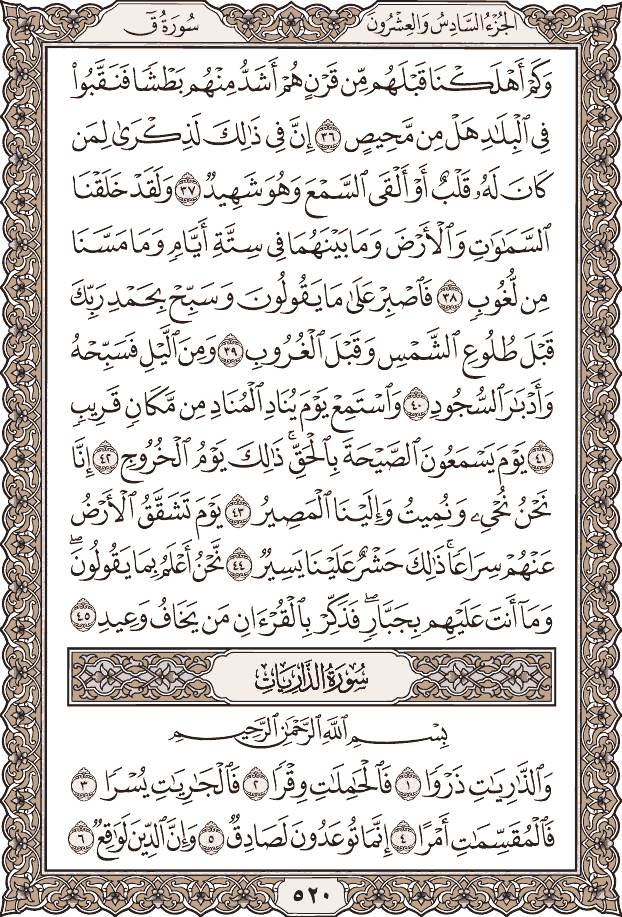 الجُزْءُ السَّادِسُ وَالعِشْرُونَ
سُورَةُ قٓ
وَكَمْ أَهْلَكْنَا قَبْلَهُم مِّن قَرْنٍ هُمْ أَشَدُّ مِنْهُم بَطْشًا فَنَقَّبُواْ
فِي ٱلْبِلَٰدِ هَلْ مِن مَّحِيصٍ ٣٦ إِنَّ فِي ذَٰلِكَ لَذِكْرَىٰ لِمَن
كَانَ لَهُۥ قَلْبٌ أَوْ أَلْقَى ٱلسَّمْعَ وَهُوَ شَهِيدٌ ٣٧ وَلَقَدْ خَلَقْنَا
ٱلسَّمَٰوَٰتِ وَٱلْأَرْضَ وَمَا بَيْنَهُمَا فِي سِتَّةِ أَيَّامٍ وَمَا مَسَّنَا
مِن لُّغُوبٍ ٣٨ فَٱصْبِرْ عَلَىٰ مَا يَقُولُونَ وَسَبِّحْ بِحَمْدِ رَبِّكَ
قَبْلَ طُلُوعِ ٱلشَّمْسِ وَقَبْلَ ٱلْغُرُوبِ ٣٩ وَمِنَ ٱلَّيْلِ فَسَبِّحْهُ
وَأَدْبَٰرَ ٱلسُّجُودِ ٤٠ وَٱسْتَمِعْ يَوْمَ يُنَادِ ٱلْمُنَادِ مِن مَّكَانٍ قَرِيبٍ
٤١ يَوْمَ يَسْمَعُونَ ٱلصَّيْحَةَ بِٱلْحَقِّۚ ذَٰلِكَ يَوْمُ ٱلْخُرُوجِ ٤٢ إِنَّا
نَحْنُ نُحْيِۦ وَنُمِيتُ وَإِلَيْنَا ٱلْمَصِيرُ ٤٣ يَوْمَ تَشَقَّقُ ٱلْأَرْضُ
عَنْهُمْ سِرَاعًاۚ ذَٰلِكَ حَشْرٌ عَلَيْنَا يَسِيرٌ ٤٤ نَّحْنُ أَعْلَمُ بِمَا يَقُولُونَۖ
وَمَآ أَنتَ عَلَيْهِم بِجَبَّارٍۖ فَذَكِّرْ بِٱلْقُرْءَانِ مَن يَخَافُ وَعِيدِ ٤٥
سُورَةُ الذَّارِيَاتِ
بِسْمِ ٱللَّهِ ٱلرَّحْمَٰنِ ٱلرَّحِيمِ
وَٱلذَّٰرِيَٰتِ ذَرْوًا ١ فَٱلْحَٰمِلَٰتِ وِقْرًا ٢ فَٱلْجَٰرِيَٰتِ يُسْرًا ٣
فَٱلْمُقَسِّمَٰتِ أَمْرًا ٤ إِنَّمَا تُوعَدُونَ لَصَادِقٌ ٥ وَإِنَّ ٱلدِّينَ لَوَٰقِعٌ ٦
٥٢٠